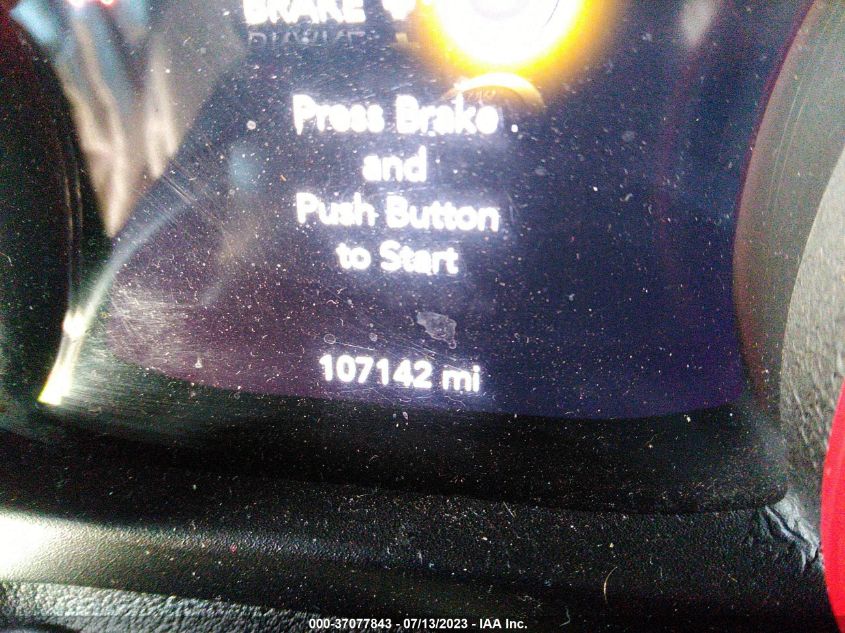 BRAKE
Press Brake
and
Push Button
to Start
107142 mi
000-37077843 / 07/13/2023 - IAA Inc.